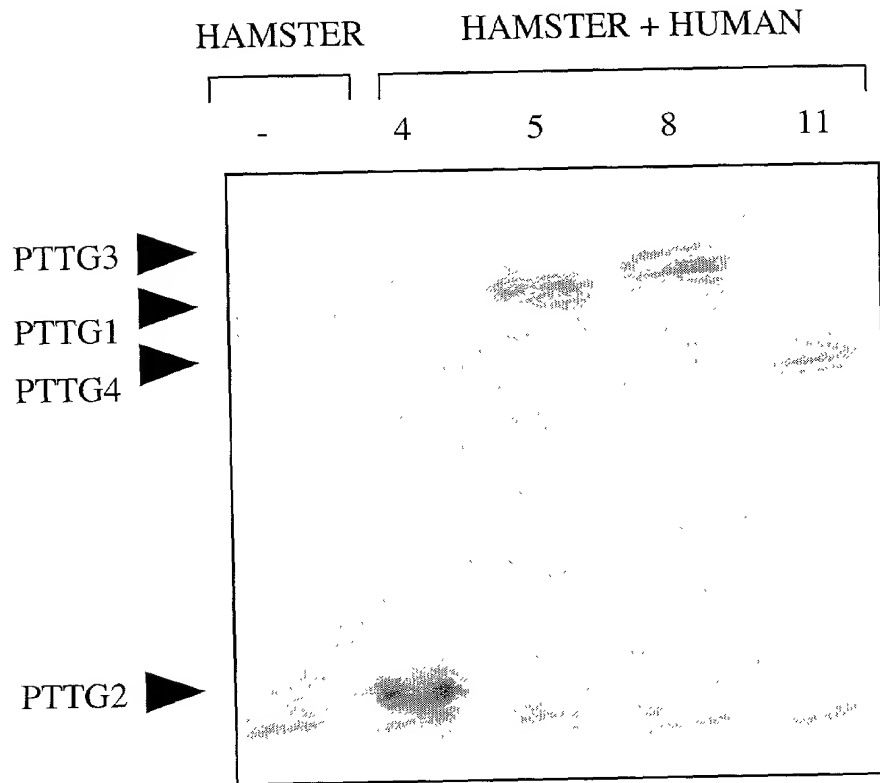 HAMSTER HAMSTER + HUMAN
- 4 5 8 11
PTTG3
PTTG1
PTTG4
PTTG2